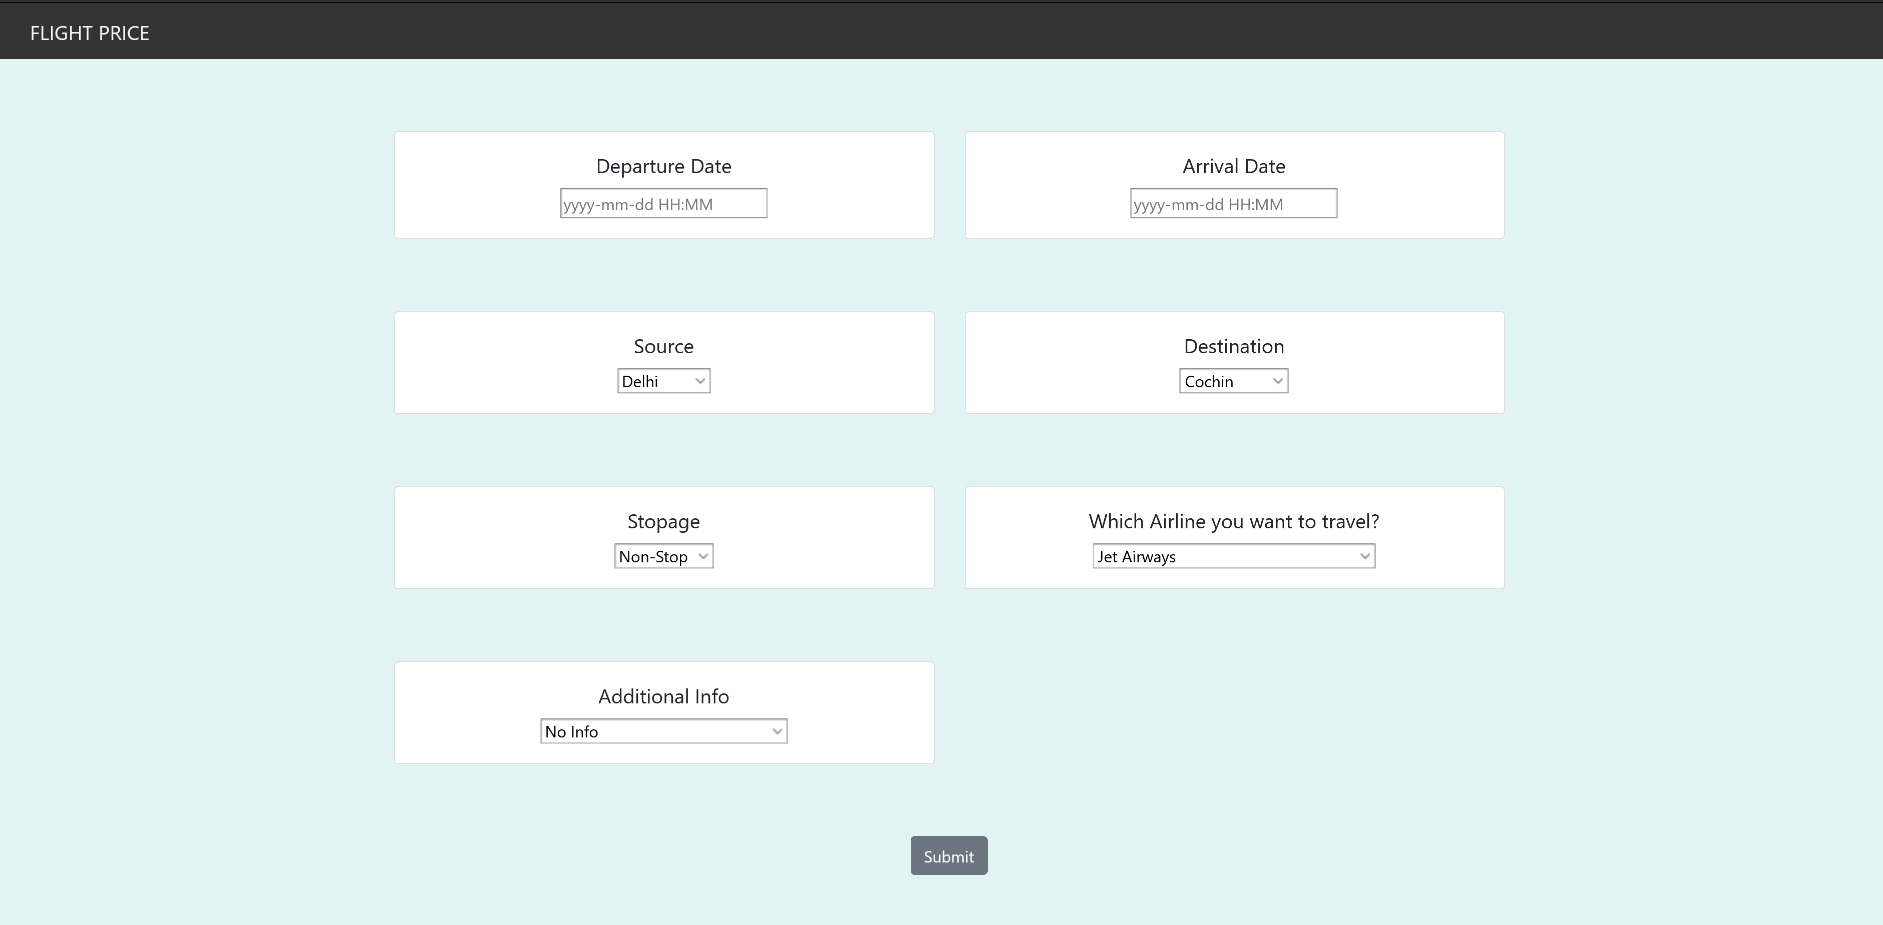 FLIGHT PRICE
Departure Date
yyyy-mm-dd HH:MM
Arrival Date
yyyy-mm-dd HH:MM
Source
Delhi
Destination
Cochin
Stopage
Non-Stop
Which Airline you want to travel?
Jet Airways
Additional Info
No Info
Submit